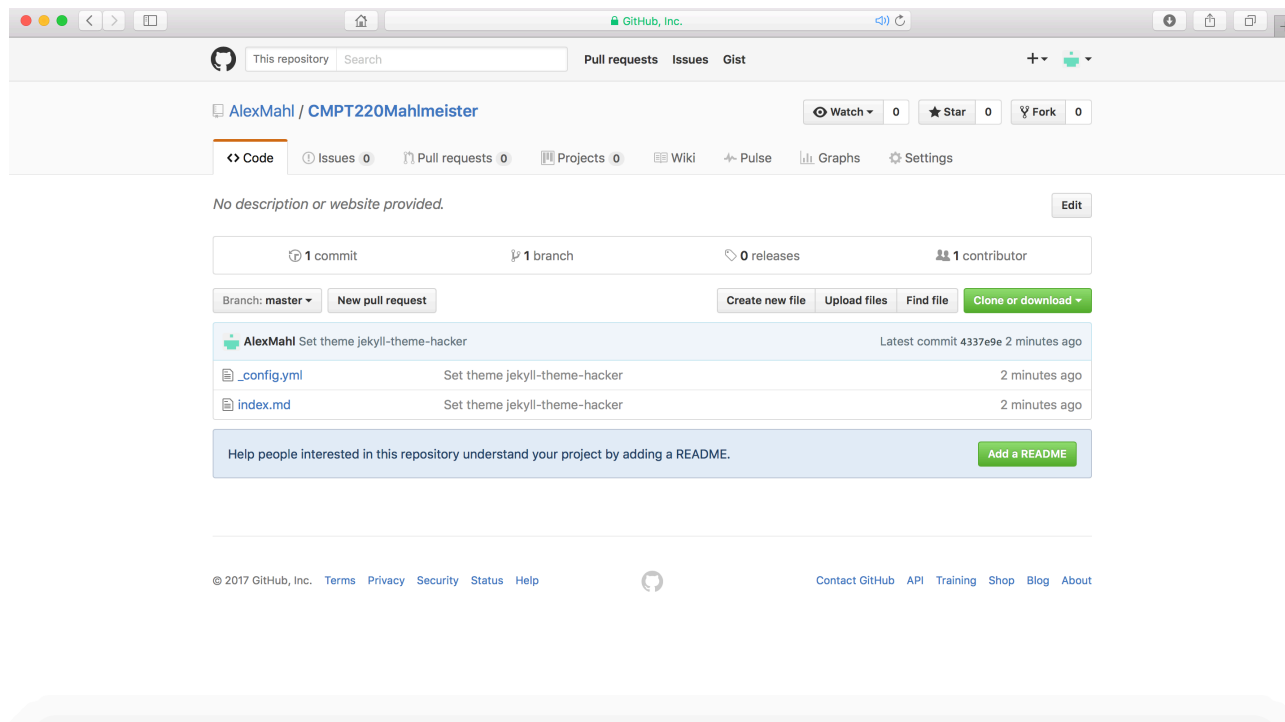 GitHub, Inc.
This repository Search Pull requests Issues Gist
AlexMahl / CMPT220Mahlmeister Watch 0 Star 0 Fork 0
Code Issues 0 Pull requests 0 Projects 0 Wiki Pulse Graphs Settings
No description or website provided. Edit
1 commit 1 branch 0 releases 1 contributor
Branch: master New pull request Create new file Upload files Find file Clone or download
AlexMahl Set theme jekyll-theme-hacker Latest commit 4337e9e 2 minutes ago
_config.yml Set theme jekyll-theme-hacker 2 minutes ago
index.md Set theme jekyll-theme-hacker 2 minutes ago
Help people interested in this repository understand your project by adding a README. Add a README
© 2017 GitHub, Inc. Terms Privacy Security Status Help Contact GitHub API Training Shop Blog About